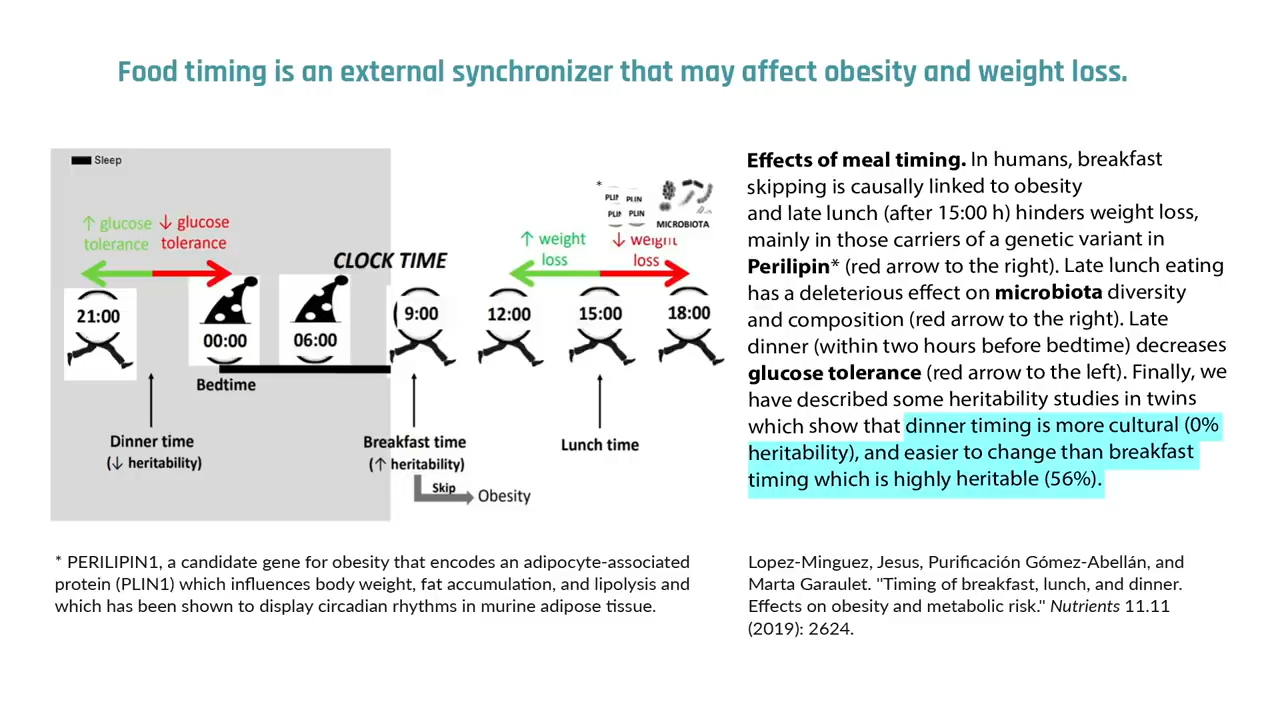 Food timing is an external synchronizer that may affect obesity and weight loss.
Sleep
↑ glucose tolerance
↓ glucose tolerance
CLOCK TIME
↑ weight loss
↓ weight loss
*
PLIN PLIN
PLIN PLIN
MICROBIOTA
21:00
00:00
06:00
9:00
12:00
15:00
18:00
Bedtime
Dinner time
(↓ heritability)
Breakfast time
(↑ heritability)
Skip
Obesity
Lunch time
Effects of meal timing. In humans, breakfast
skipping is causally linked to obesity
and late lunch (after 15:00 h) hinders weight loss,
mainly in those carriers of a genetic variant in
Perilipin* (red arrow to the right). Late lunch eating
has a deleterious effect on microbiota diversity
and composition (red arrow to the right). Late
dinner (within two hours before bedtime) decreases
glucose tolerance (red arrow to the left). Finally, we
have described some heritability studies in twins
which show that dinner timing is more cultural (0%
heritability), and easier to change than breakfast
timing which is highly heritable (56%).
* PERILIPIN1, a candidate gene for obesity that encodes an adipocyte-associated
protein (PLIN1) which influences body weight, fat accumulation, and lipolysis and
which has been shown to display circadian rhythms in murine adipose tissue.
Lopez-Minguez, Jesus, Purificación Gómez-Abellán, and
Marta Garaulet. "Timing of breakfast, lunch, and dinner.
Effects on obesity and metabolic risk." Nutrients 11.11
(2019): 2624.